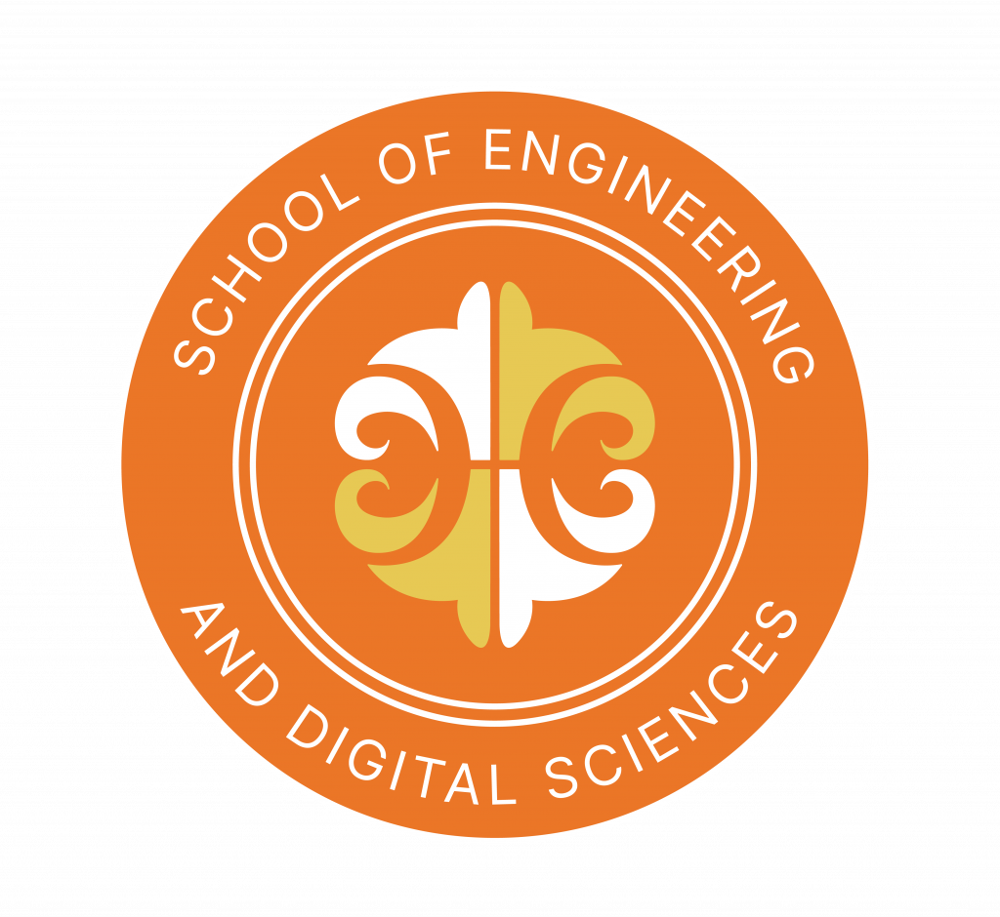 SCHOOL OF ENGINEERING
AND DIGITAL SCIENCES